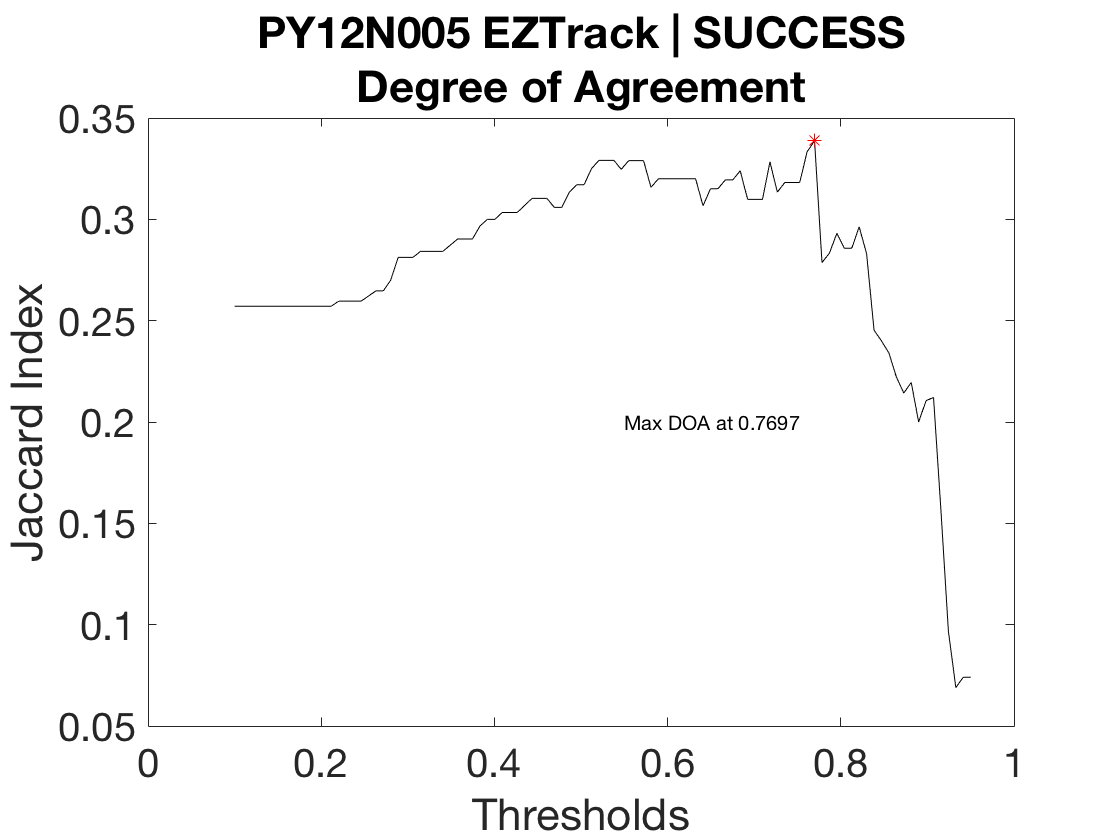 PY12N005 EZTrack | SUCCESS
Degree of Agreement
0.35
0.3
0.25
0.2
0.15
0.1
0.05
Jaccard Index
Max DOA at 0.7697
0 0.2 0.4 0.6 0.8 1
Thresholds